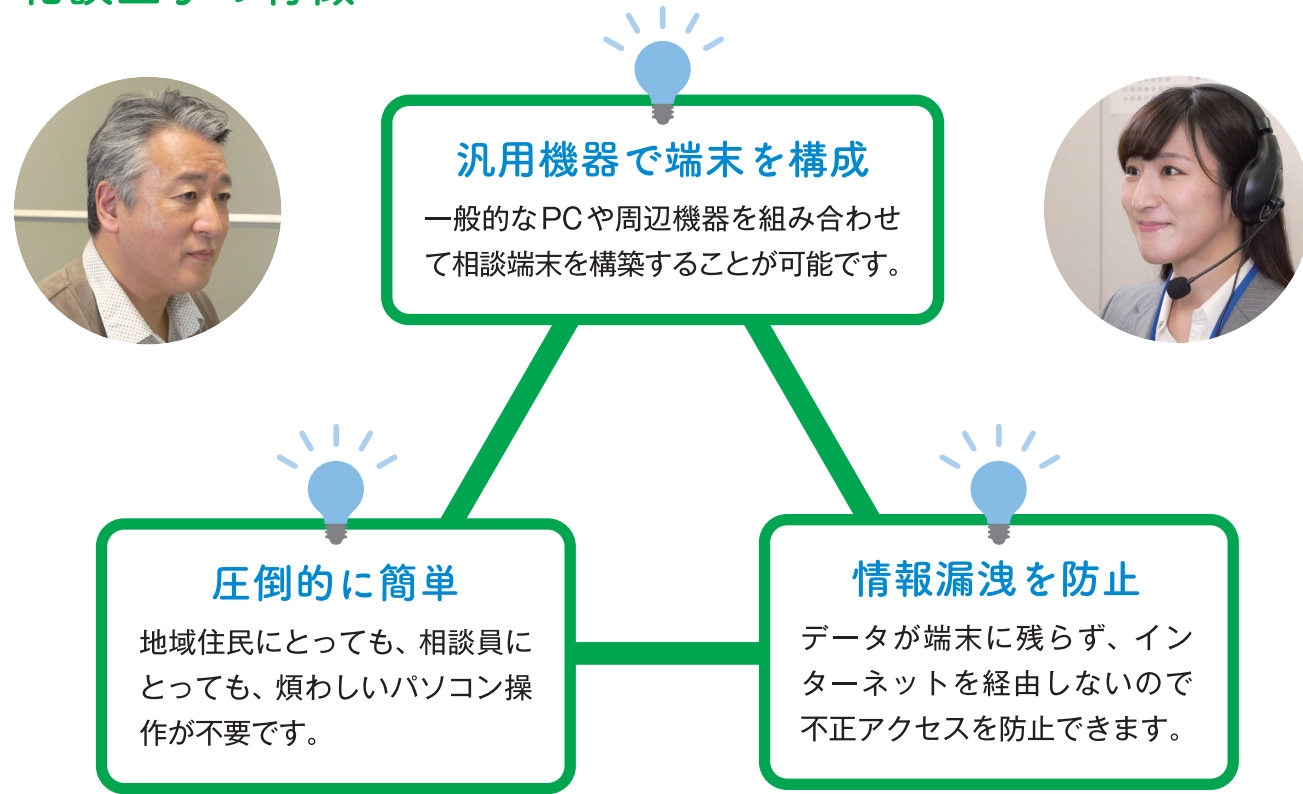 汎用機器で端末を構成
一般的なPCや周辺機器を組み合わせ
て相談端末を構築することが可能です。
圧倒的に簡単
地域住民にとっても、相談員に
とっても、煩わしいパソコン操
作が不要です。
情報漏洩を防止
データが端末に残らず、イン
ターネットを経由しないので
不正アクセスを防止できます。